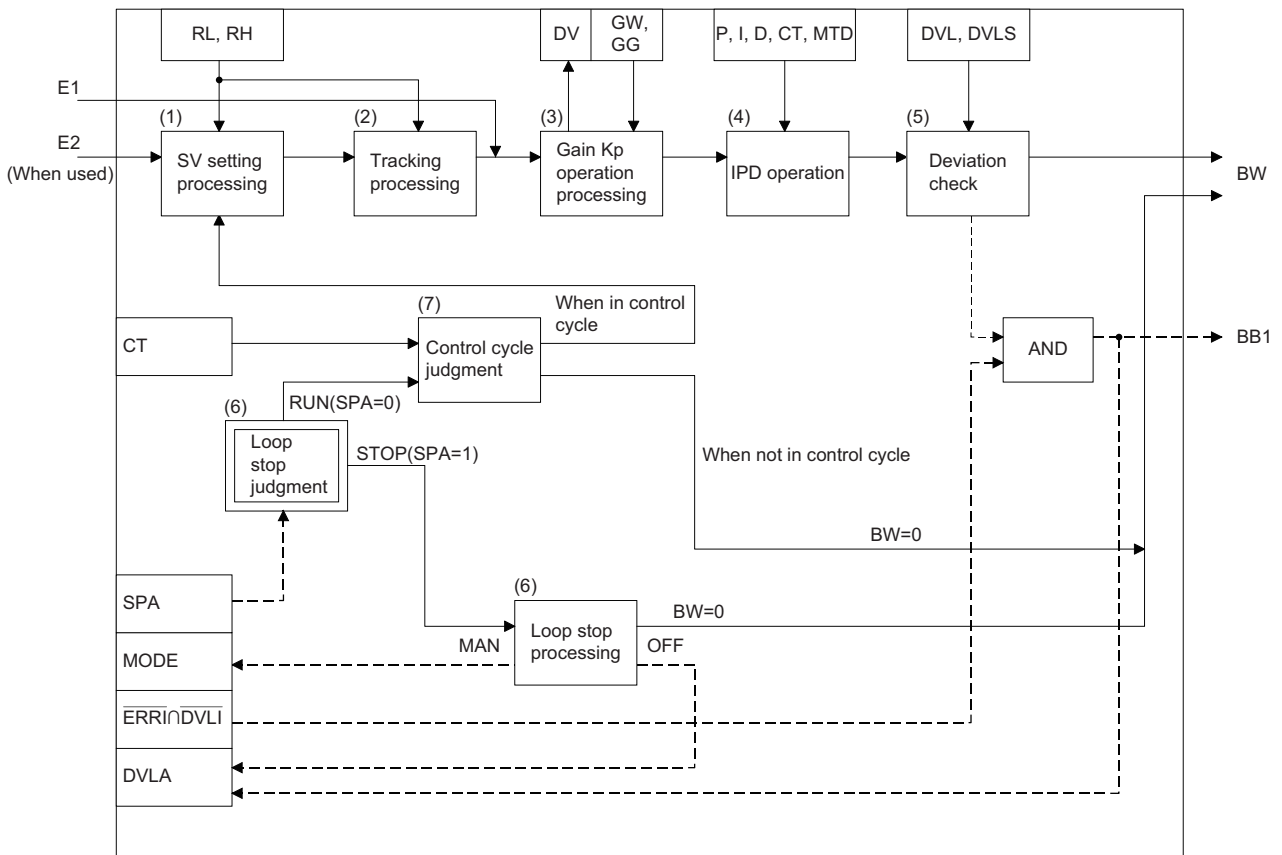 RL, RH
DV
GW,
GG
P, I, D, CT, MTD
DVL, DVLS
E1
E2
(When used)
(1)
SV setting
processing
(2)
Tracking
processing
(3)
Gain Kp
operation
processing
(4)
IPD operation
(5)
Deviation
check
BW
When in control
cycle
(7)
Control cycle
judgment
CT
AND
BB1
RUN(SPA=0)
(6)
Loop
stop
judgment
STOP(SPA=1)
When not in control cycle
BW=0
SPA
(6)
Loop stop
processing
BW=0
MAN
OFF
MODE
ERRI∩DVLI
DVLA